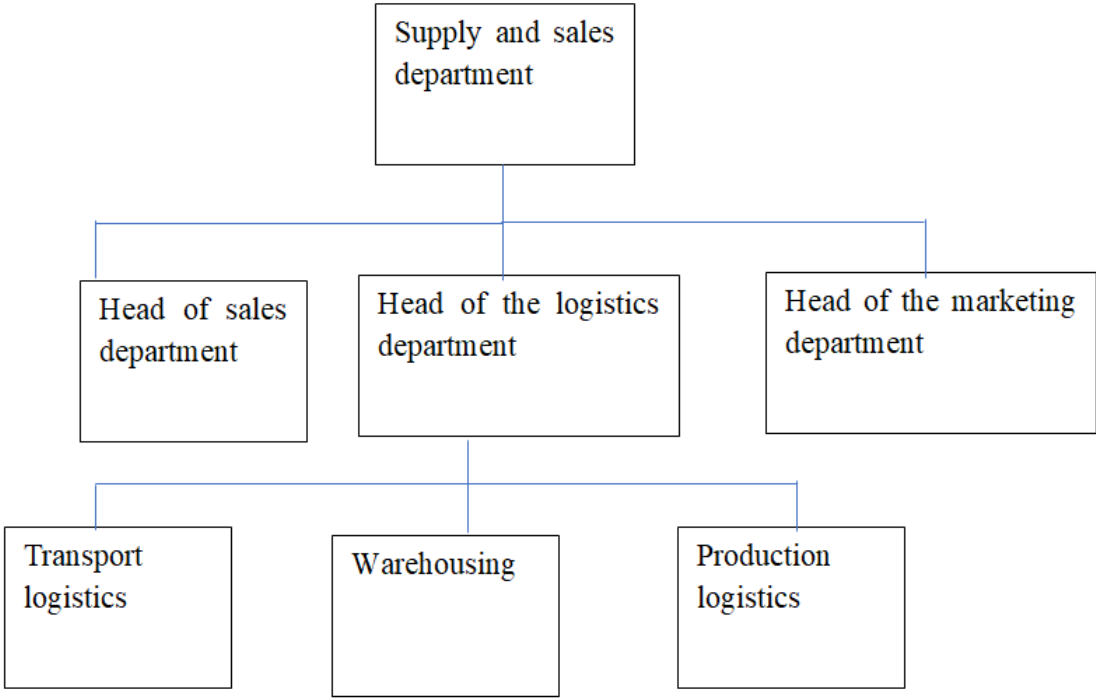 Supply and sales
department
Head of sales
department
Head of the logistics
department
Head of the marketing
department
Transport
logistics
Warehousing
Production
logistics